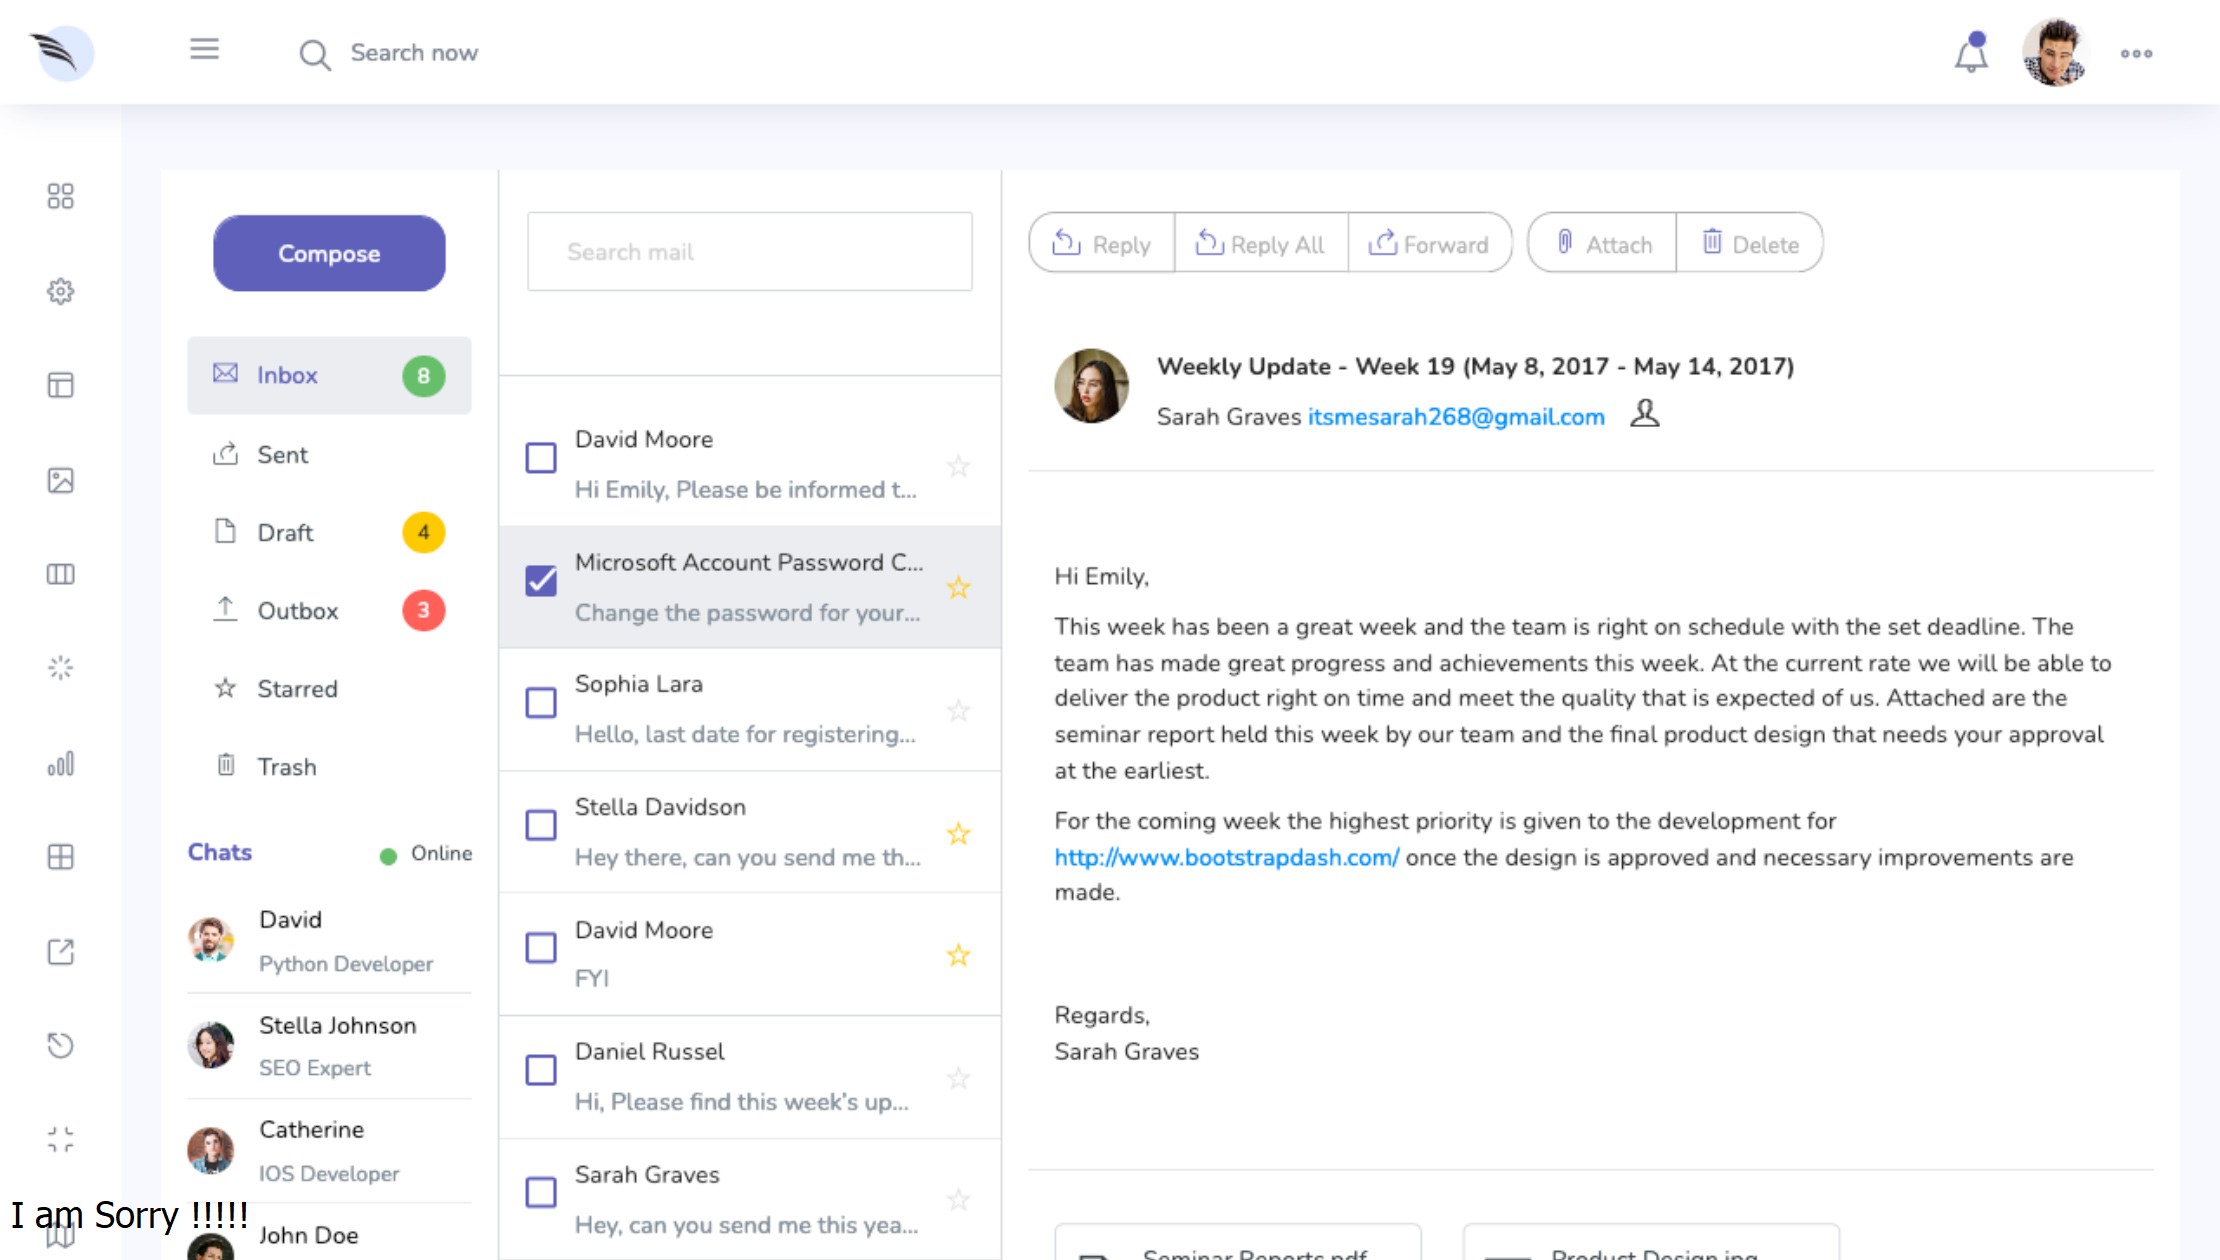 Search now
Compose
Inbox 8
Sent
Draft 4
Outbox 3
Starred
Trash
Chats Online
David
Python Developer
Stella Johnson
SEO Expert
Catherine
IOS Developer
I am Sorry !!!!!
John Doe
Search mail
David Moore
Hi Emily, Please be informed t...
Microsoft Account Password C...
Change the password for your...
Sophia Lara
Hello, last date for registering...
Stella Davidson
Hey there, can you send me th...
David Moore
FYI
Daniel Russel
Hi, Please find this week's up...
Sarah Graves
Hey, can you send me this yea...
Reply Reply All Forward Attach Delete
Weekly Update - Week 19 (May 8, 2017 - May 14, 2017)
Sarah Graves itsmesarah268@gmail.com
Hi Emily,
This week has been a great week and the team is right on schedule with the set deadline. The
team has made great progress and achievements this week. At the current rate we will be able to
deliver the product right on time and meet the quality that is expected of us. Attached are the
seminar report held this week by our team and the final product design that needs your approval
at the earliest.
For the coming week the highest priority is given to the development for
http://www.bootstrapdash.com/ once the design is approved and necessary improvements are
made.
Regards,
Sarah Graves
Seminar Reports.pdf
Product Design.jpg